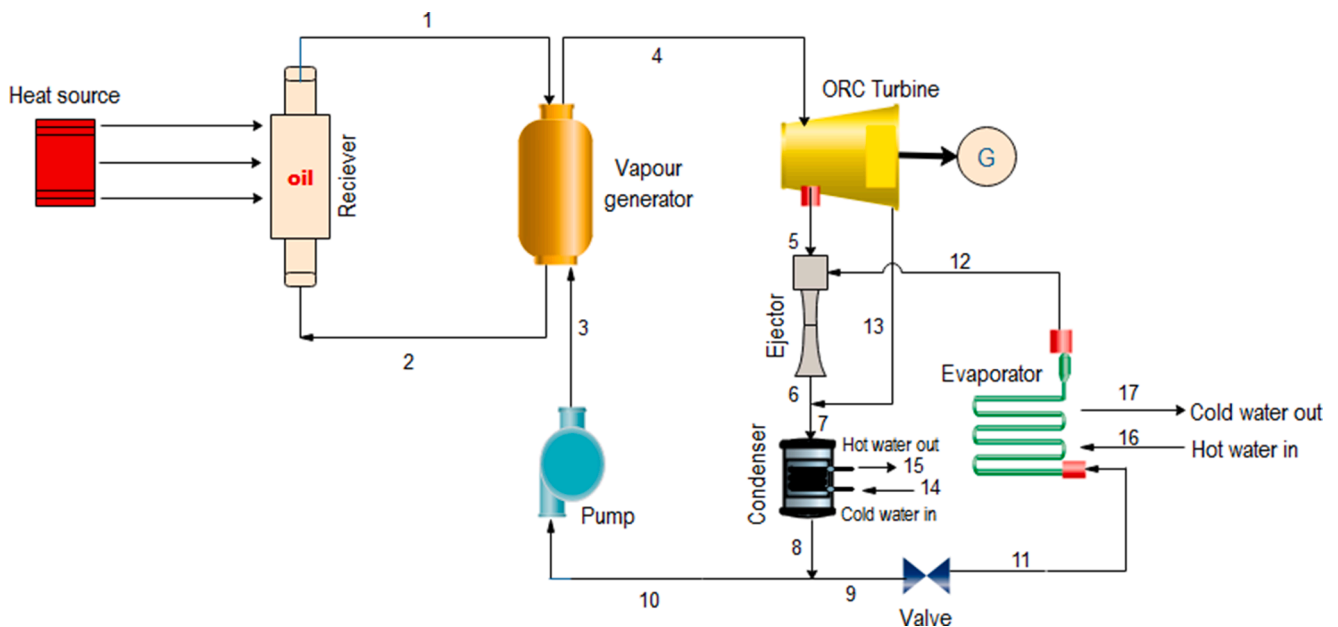 1
4
Heat source
ORC Turbine
oil
Reciever
Vapour
generator
G
5
12
3
Ejector
13
2
Evaporator
6
17
Cold water out
7
16
Hot water in
Hot water out
15
14
Cold water in
Condenser
Pump
8
11
10
9
Valve